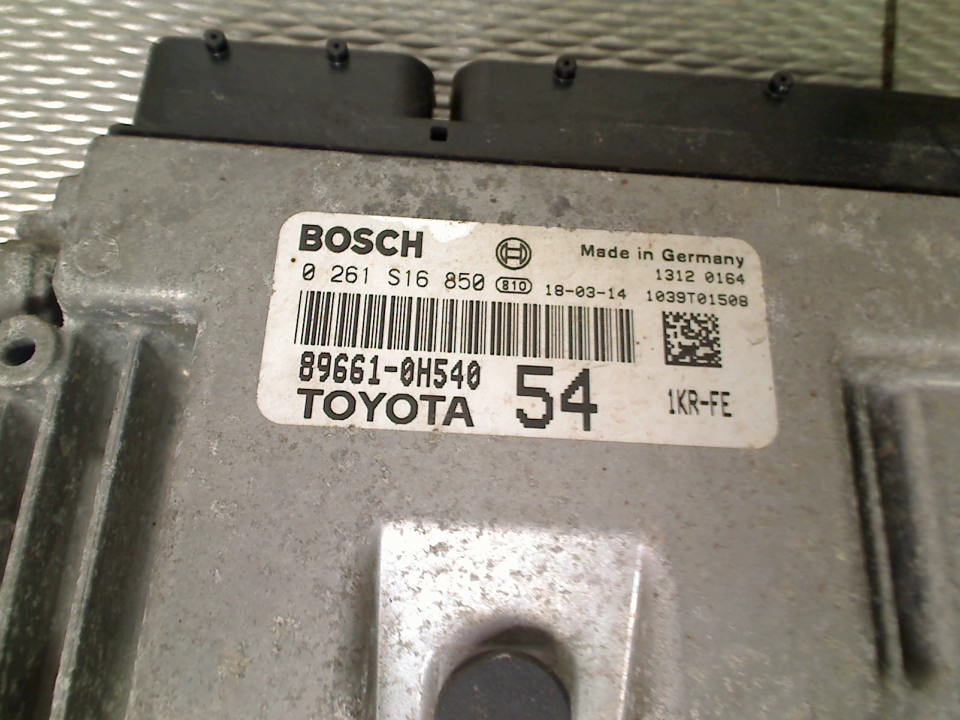 BOSCH
Made in Germany
0 261 S16 850 810 18-03-14
1312 0164
1039T01508
89661-0H540
TOYOTA
54
1KR-FE